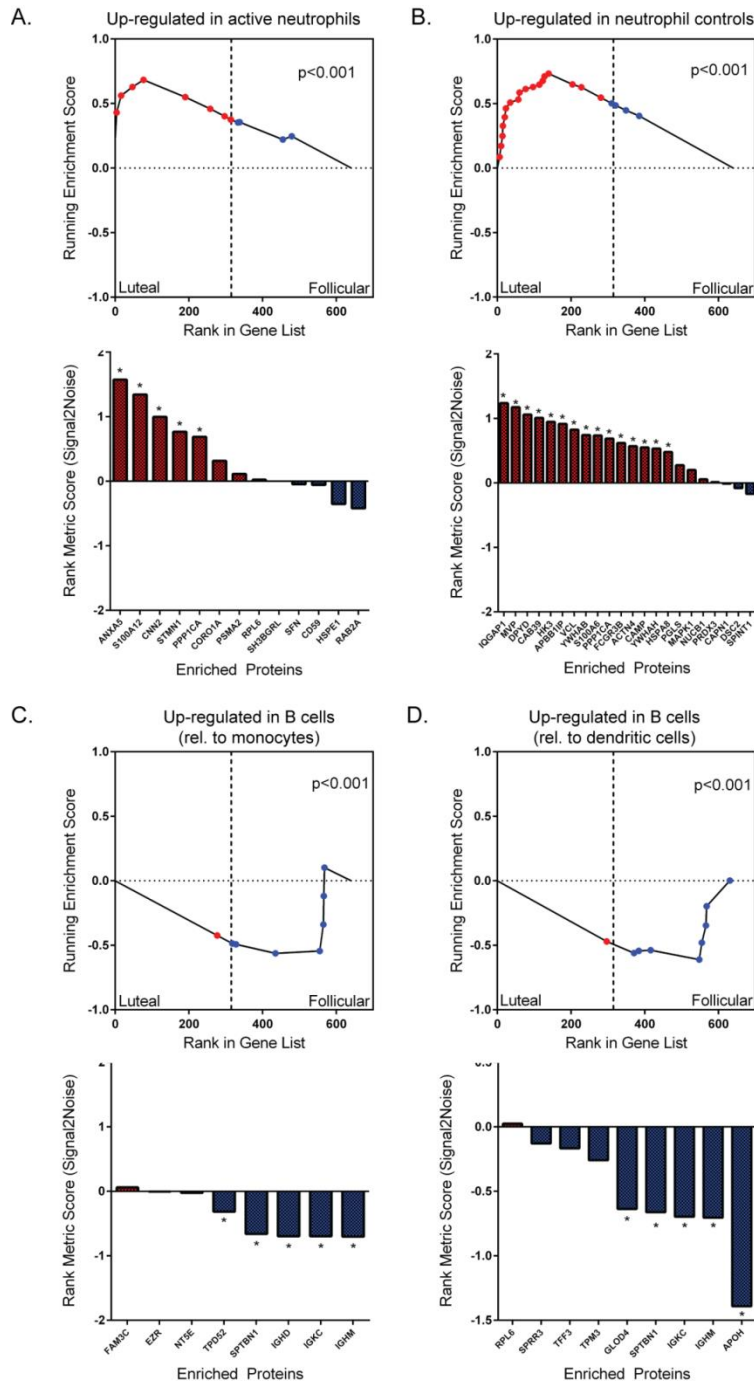 A.
Up-regulated in active neutrophils
1.0
0.5
0.0
-0.5
-1.0
Running Enrichment Score
p<0.001
Luteal
Follicular
0 200 400 600
Rank in Gene List
2
1
0
-1
-2
Rank Metric Score (Signal2Noise)
* * * * *
ANXA5
S100A12
CNN2
STMN1
PPP1CA
CORO1A
PSMA2
RPL6
SH3BGRL
SFN
CD59
HSPE1
RAB2A
Enriched Proteins
B.
Up-regulated in neutrophil controls
1.0
0.5
0.0
-0.5
-1.0
Running Enrichment Score
p<0.001
Luteal
Follicular
0 200 400 600
Rank in Gene List
2
1
0
-1
-2
Rank Metric Score (Signal2Noise)
* * * * * * * * * * * * * * *
IQGAP1
MVP
DPYD
CAB39
HK3
APBB1IP
VCL
YWHAB
S100A6
PPP1CA
FCGR3B
ACTN4
CAMP
YWHAH
HSPA8
PGLS
MAPK1
NUCB1
PRDX3
CAPN1
DSC2
SPINT1
Enriched Proteins
C.
Up-regulated in B cells
(rel. to monocytes)
1.0
0.5
0.0
-0.5
-1.0
Running Enrichment Score
p<0.001
Luteal
Follicular
0 200 400 600
Rank in Gene List
2
1
0
-1
-2
Rank Metric Score (Signal2Noise)
* * * * *
FAM3C
EZR
NT5E
TPD52
SPTBN1
IGHD
IGKC
IGHM
Enriched Proteins
D.
Up-regulated in B cells
(rel. to dendritic cells)
1.0
0.5
0.0
-0.5
-1.0
Running Enrichment Score
p<0.001
Luteal
Follicular
0 200 400 600
Rank in Gene List
0.5
0.0
-0.5
-1.0
-1.5
Rank Metric Score (Signal2Noise)
* * * * *
RPL6
SPRR3
TFF3
TPM3
GLOD4
SPTBN1
IGKC
IGHM
APOH
Enriched Proteins